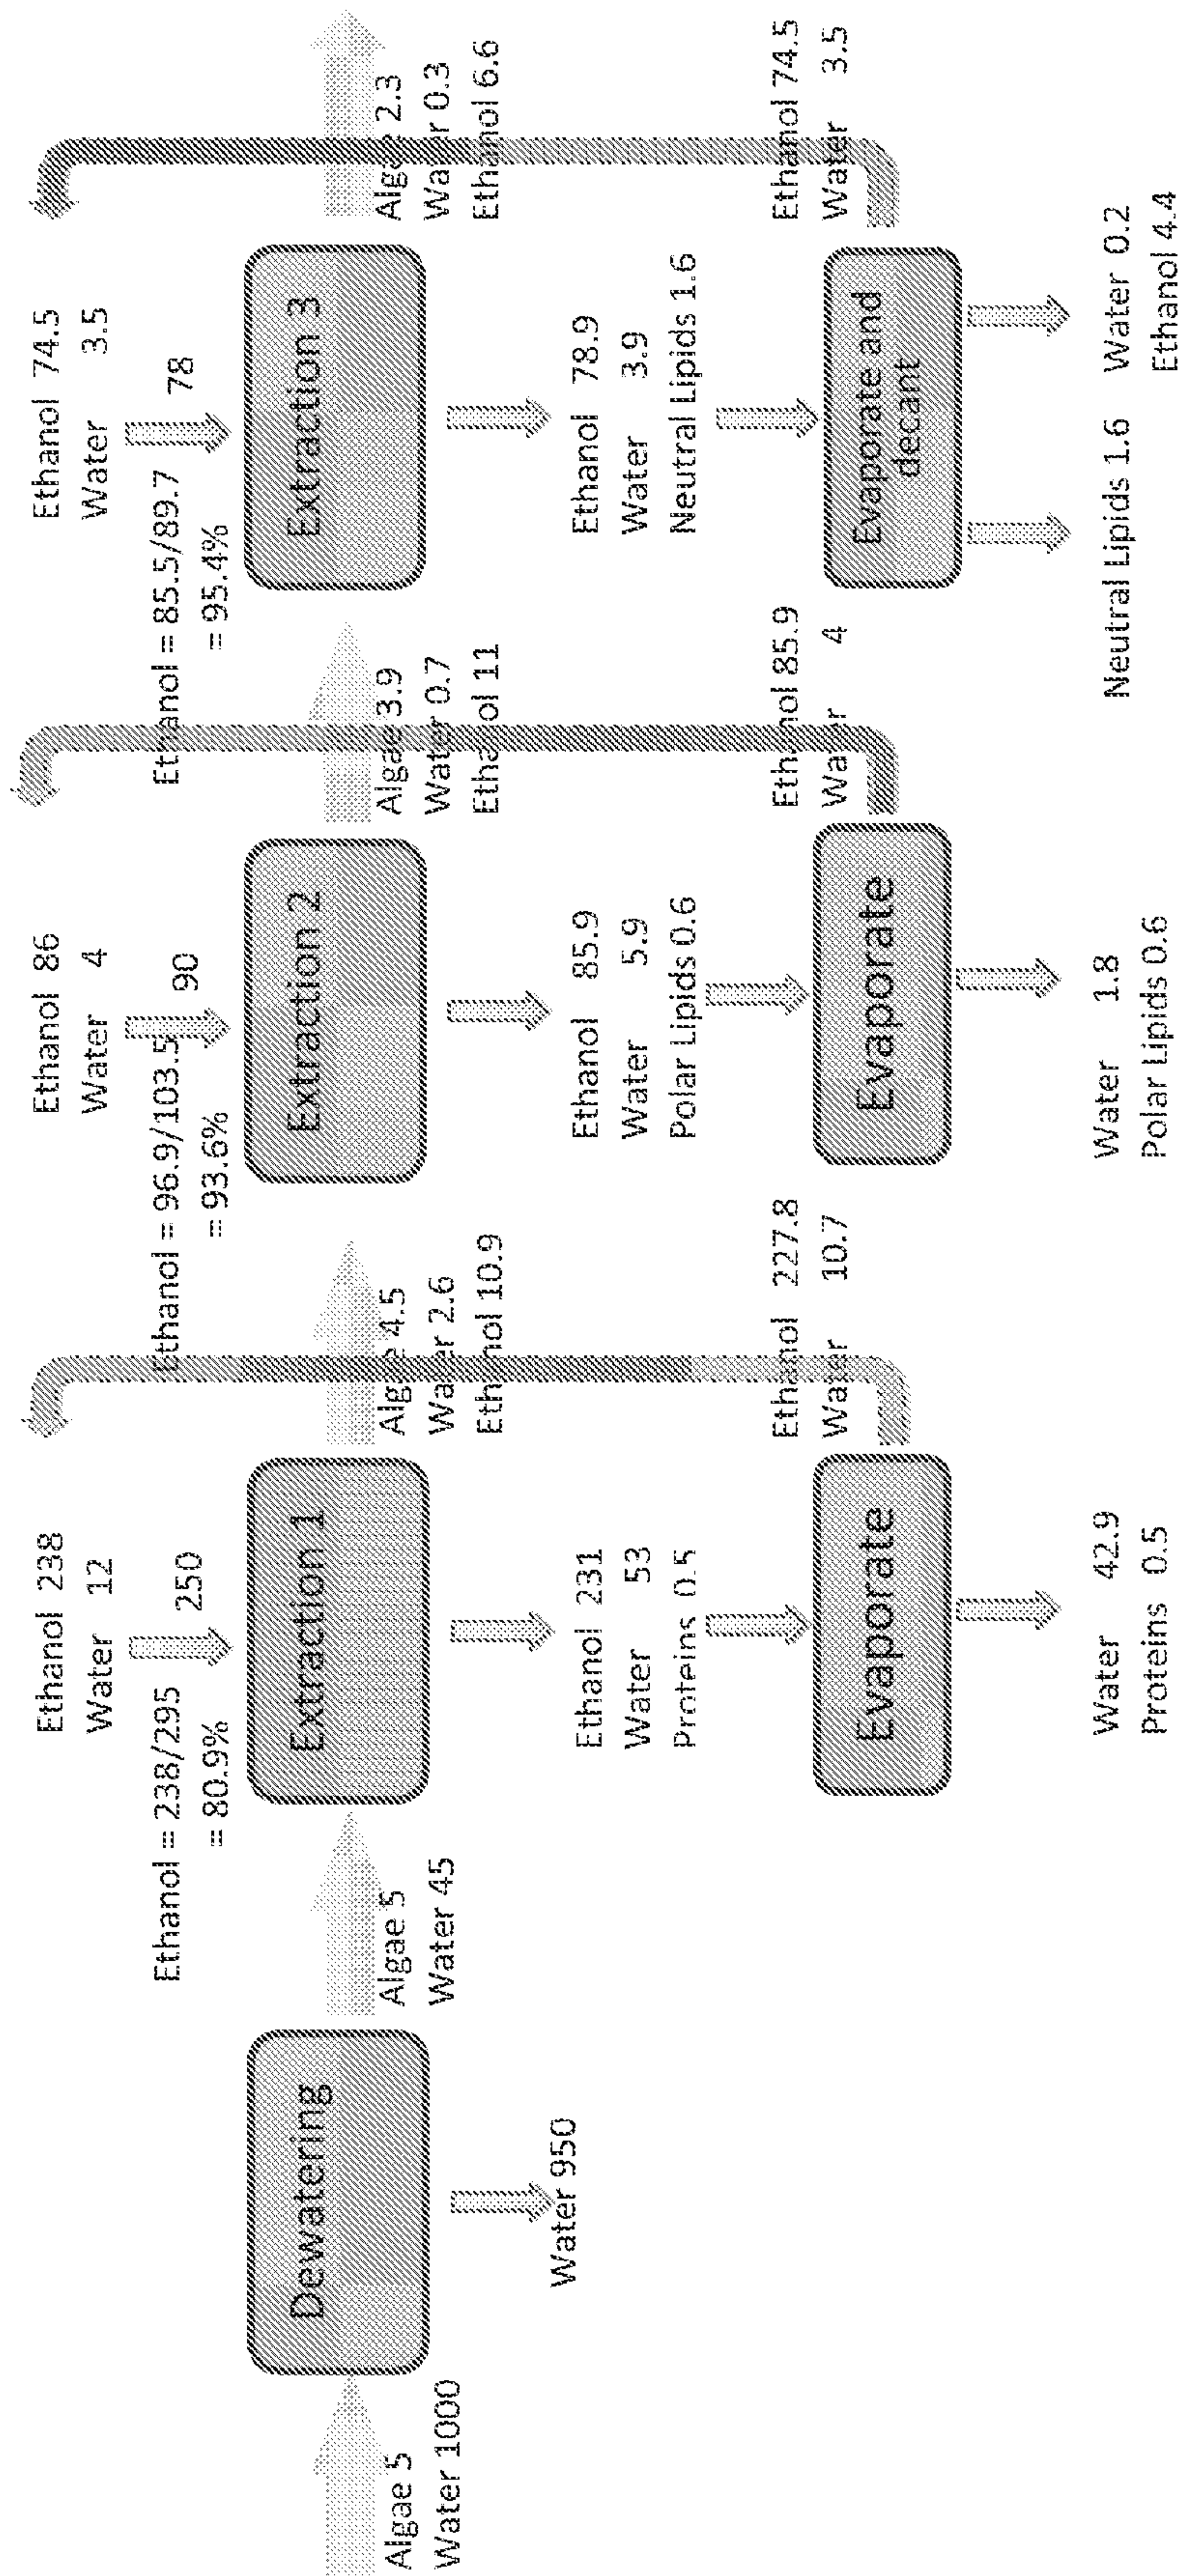 Algae 5
Water 1000
Dewatering
Water 950
Algae 5
Water 45
Ethanol 238
Water 12
250
Ethanol = 238/295
= 80.9%
Extraction 1
Ethanol 231
Water 53
Proteins 0.5
Evaporate
Water 42.9
Proteins 0.5
Ethanol 227.8
Water 10.7
Algae 4.5
Water 2.6
Ethanol 10.9
Ethanol 86
Water 4
90
Ethanol = 96.9/103.5
= 93.6%
Extraction 2
Ethanol 85.9
Water 5.9
Polar Lipids 0.6
Evaporate
Water 1.8
Polar Lipids 0.6
Ethanol 85.9
Water 4
Algae 3.9
Water 0.7
Ethanol 11
Ethanol 74.5
Water 3.5
78
Ethanol = 85.5/89.7
= 95.4%
Extraction 3
Ethanol 78.9
Water 3.9
Neutral Lipids 1.6
Evaporate and
decant
Neutral Lipids 1.6
Water 0.2
Ethanol 4.4
Ethanol 74.5
Water 3.5
Algae 2.3
Water 0.3
Ethanol 6.6